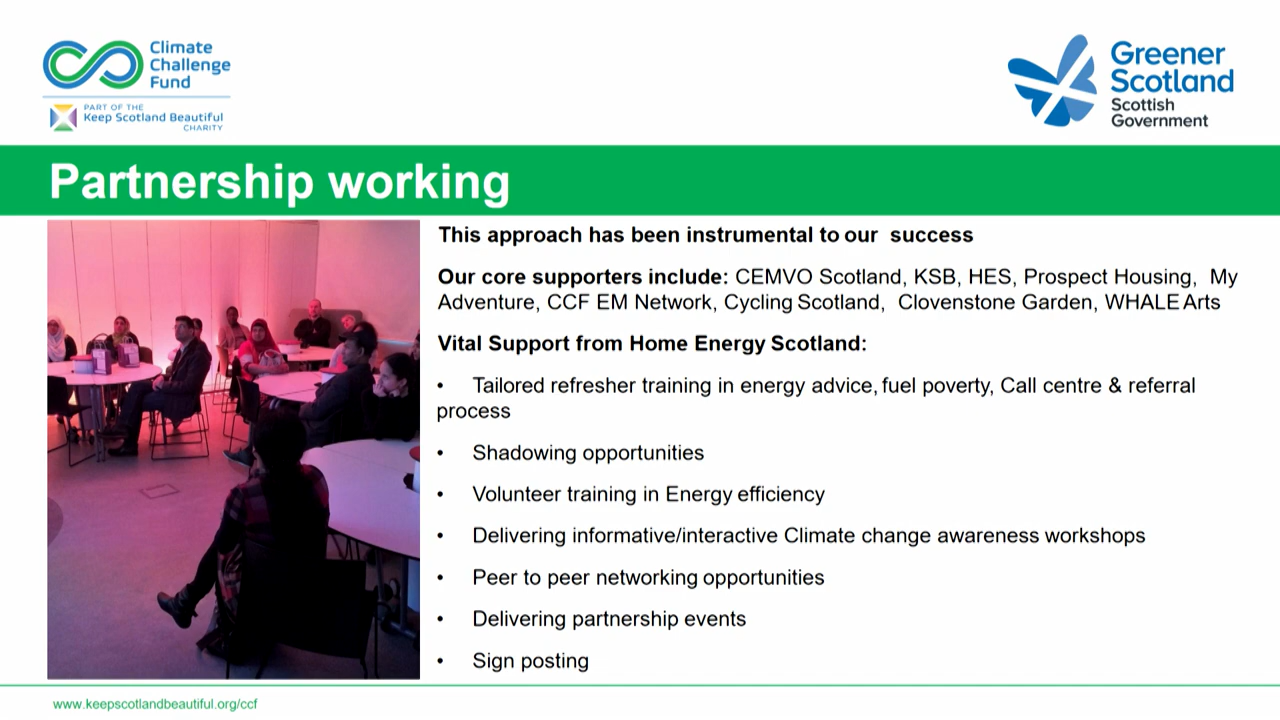 Climate
Challenge
Fund
PART OF THE
Keep Scotland Beautiful
CHARITY
Greener
Scotland
Scottish
Government
Partnership working
This approach has been instrumental to our success
Our core supporters include: CEMVO Scotland, KSB, HES, Prospect Housing, My
Adventure, CCF EM Network, Cycling Scotland, Clovenstone Garden, WHALE Arts
Vital Support from Home Energy Scotland:
• Tailored refresher training in energy advice, fuel poverty, Call centre & referral
process
• Shadowing opportunities
• Volunteer training in Energy efficiency
• Delivering informative/interactive Climate change awareness workshops
• Peer to peer networking opportunities
• Delivering partnership events
• Sign posting
www.keepscotlandbeautiful.org/ccf